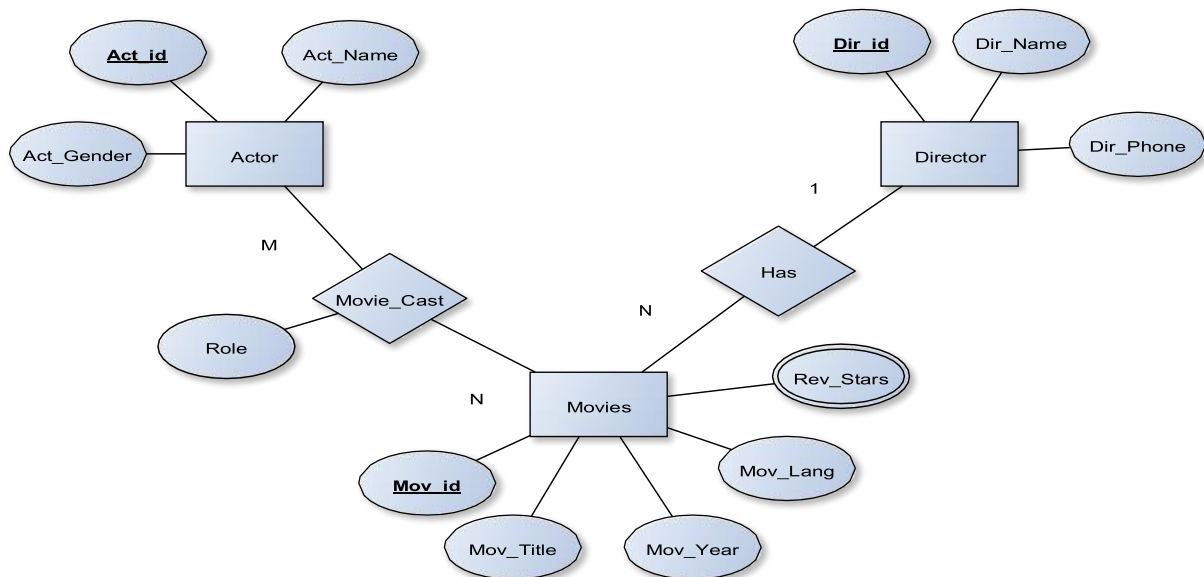 Act_id
Act_Name
Dir_id
Dir_Name
Act_Gender
Actor
Director
Dir_Phone
1
M
Has
Movie_Cast
N
Role
Rev_Stars
N
Movies
Mov_Lang
Mov_id
Mov_Title
Mov_Year